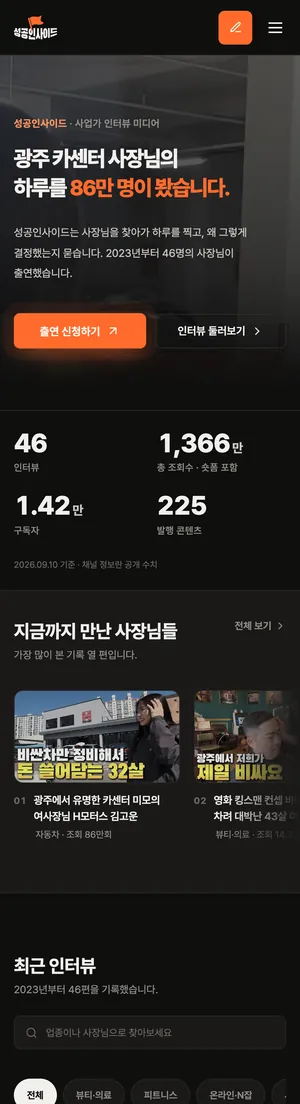 성공인사이드
성공인사이드 · 사업가 인터뷰 미디어
광주 카센터 사장님의
하루를 86만 명이 봤습니다.
성공인사이드는 사장님을 찾아가 하루를 찍고, 왜 그렇게
결정했는지 묻습니다. 2023년부터 46명의 사장님이
출연했습니다.
출연 신청하기
인터뷰 둘러보기
46
1,366만
인터뷰
총 조회수 · 숏폼 포함
1.42만
225
구독자
발행 콘텐츠
2026.09.10 기준 · 채널 정보란 공개 수치
지금까지 만난 사장님들
전체 보기
가장 많이 본 기록 열 편입니다.
비싼차만 정비해서
돈 쓸어담는 32살
광주에서 저희가
제일 비싸요
01 광주에서 유명한 카센터 미모의
여사장님 H모터스 김고운
자동차 · 조회 86만회
02 영화 킹스맨 컨셉
차려 대박난 43살
뷰티·의료 · 조회
최근 인터뷰
2023년부터 46편을 기록했습니다.
업종이나 사장님으로 찾아보세요
전체
뷰티·의료
피트니스
온라인·N잡